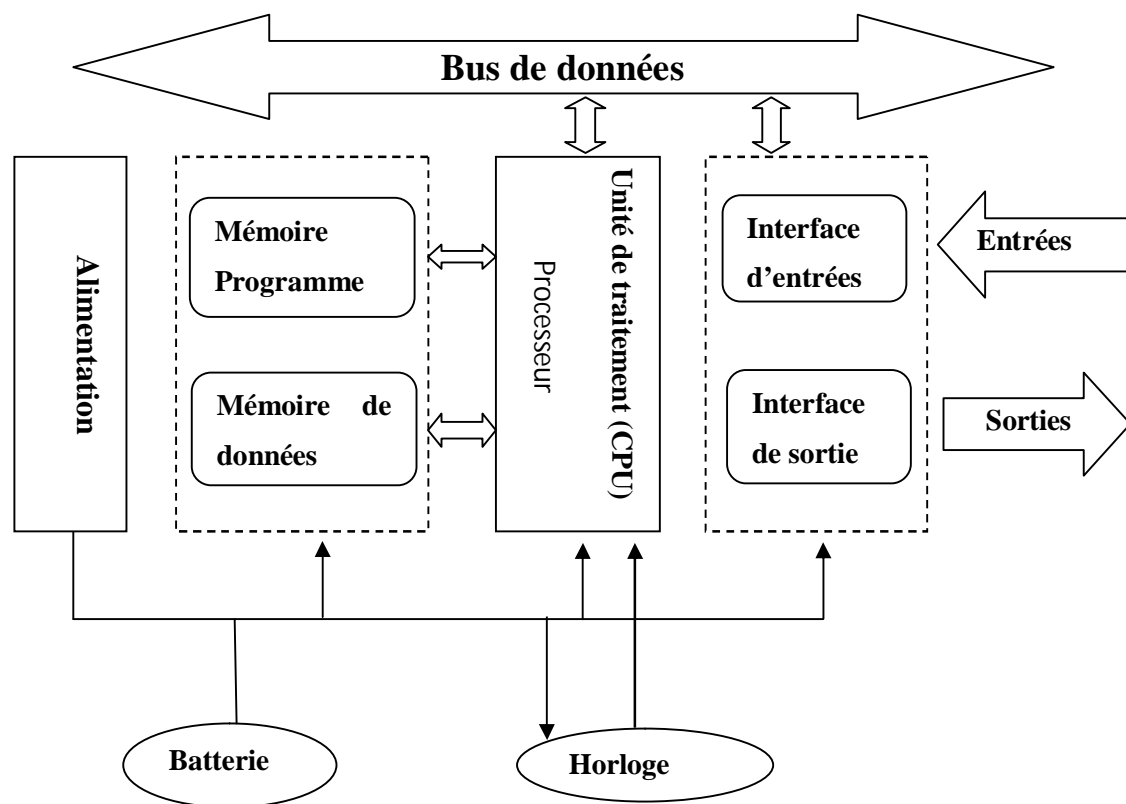 Bus de données
Alimentation
Mémoire
Programme
Mémoire de
données
Processeur
Unité de traitement (CPU)
Interface
d’entrées
Interface
de sortie
Entrées
Sorties
Batterie
Horloge